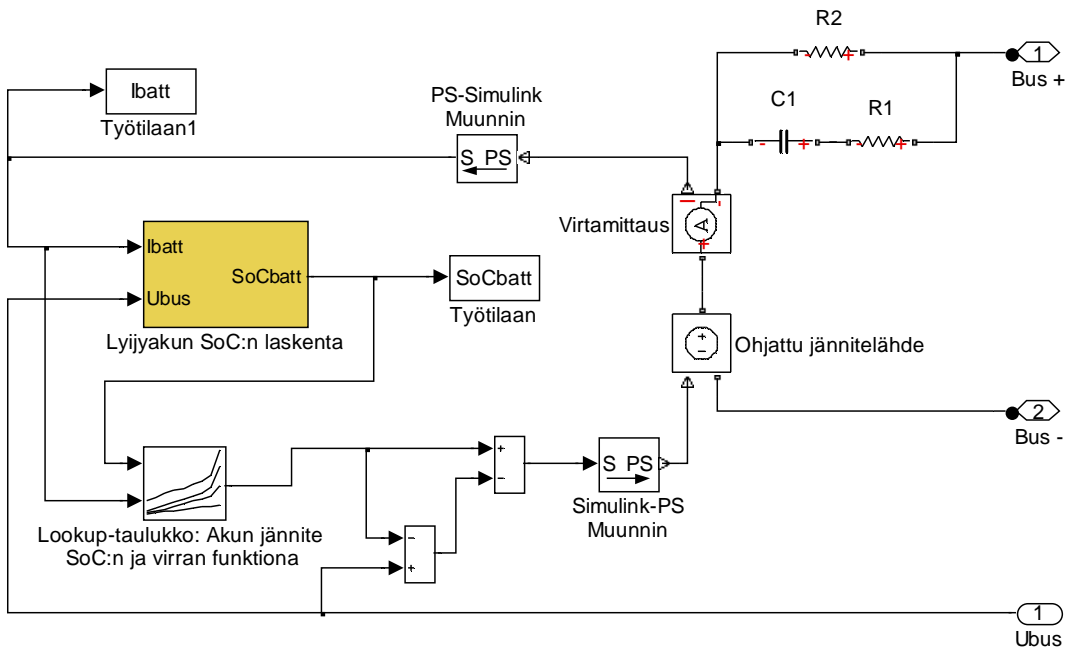 R2
1
Bus +
Ibatt
Työtilaan1
PS-Simulink
Muunnin
C1
R1
S PS
Virtamittaus
A
Ibatt
SoCbatt
Ubus
Lyijyakun SoC:n laskenta
SoCbatt
Työtilaan
Ohjattu jännitelähde
2
Bus -
S PS
Simulink-PS
Muunnin
Lookup-taulukko: Akun jännite
SoC:n ja virran funktiona
1
Ubus